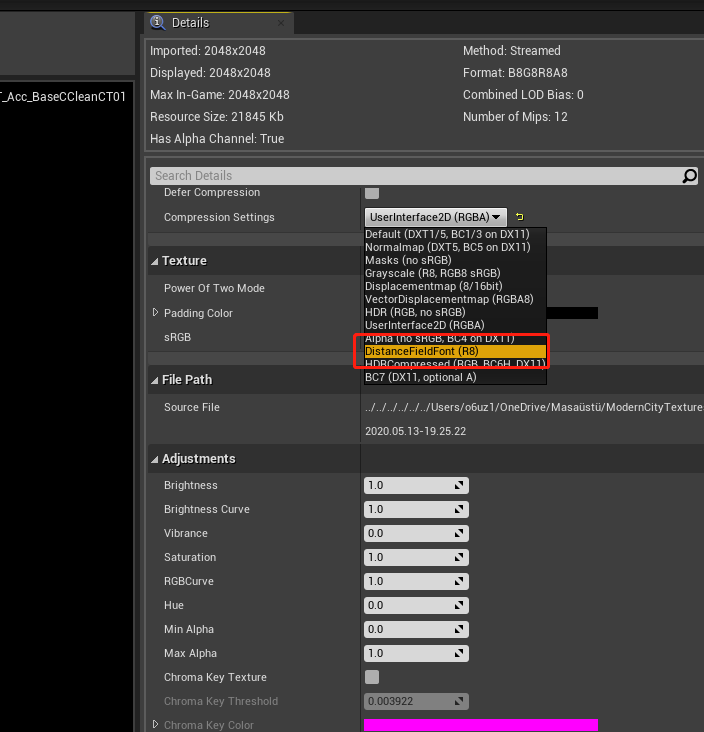 Details
Imported: 2048x2048
Method: Streamed
Displayed: 2048x2048
Format: B8G8R8A8
Max In-Game: 2048x2048
Combined LOD Bias: 0
T_Acc_BaseCCleanCT01
Resource Size: 21845 Kb
Number of Mips: 12
Has Alpha Channel: True
Search Details
Defer Compression
Compression Settings
UserInterface2D (RGBA)
Default (DXT1/5, BC1/3 on DX11)
Normalmap (DXT5, BC5 on DX11)
Masks (no sRGB)
Grayscale (R8, RGB8 sRGB)
Displacementmap (8/16bit)
VectorDisplacementmap (RGBA8)
HDR (RGB, no sRGB)
UserInterface2D (RGBA)
Alpha (no sRGB, BC4 on DX11)
DistanceFieldFont (R8)
HDRCompressed (RGB, BC6H, DX11)
BC7 (DX11, optional A)
Texture
Power Of Two Mode
Padding Color
sRGB
File Path
Source File
../../../../../../Users/o6uz1/OneDrive/Masaüstü/ModernCityTexture
2020.05.13-19.25.22
Adjustments
Brightness
1.0
Brightness Curve
1.0
Vibrance
0.0
Saturation
1.0
RGBCurve
1.0
Hue
0.0
Min Alpha
0.0
Max Alpha
1.0
Chroma Key Texture
Chroma Key Threshold
0.003922
Chroma Key Color